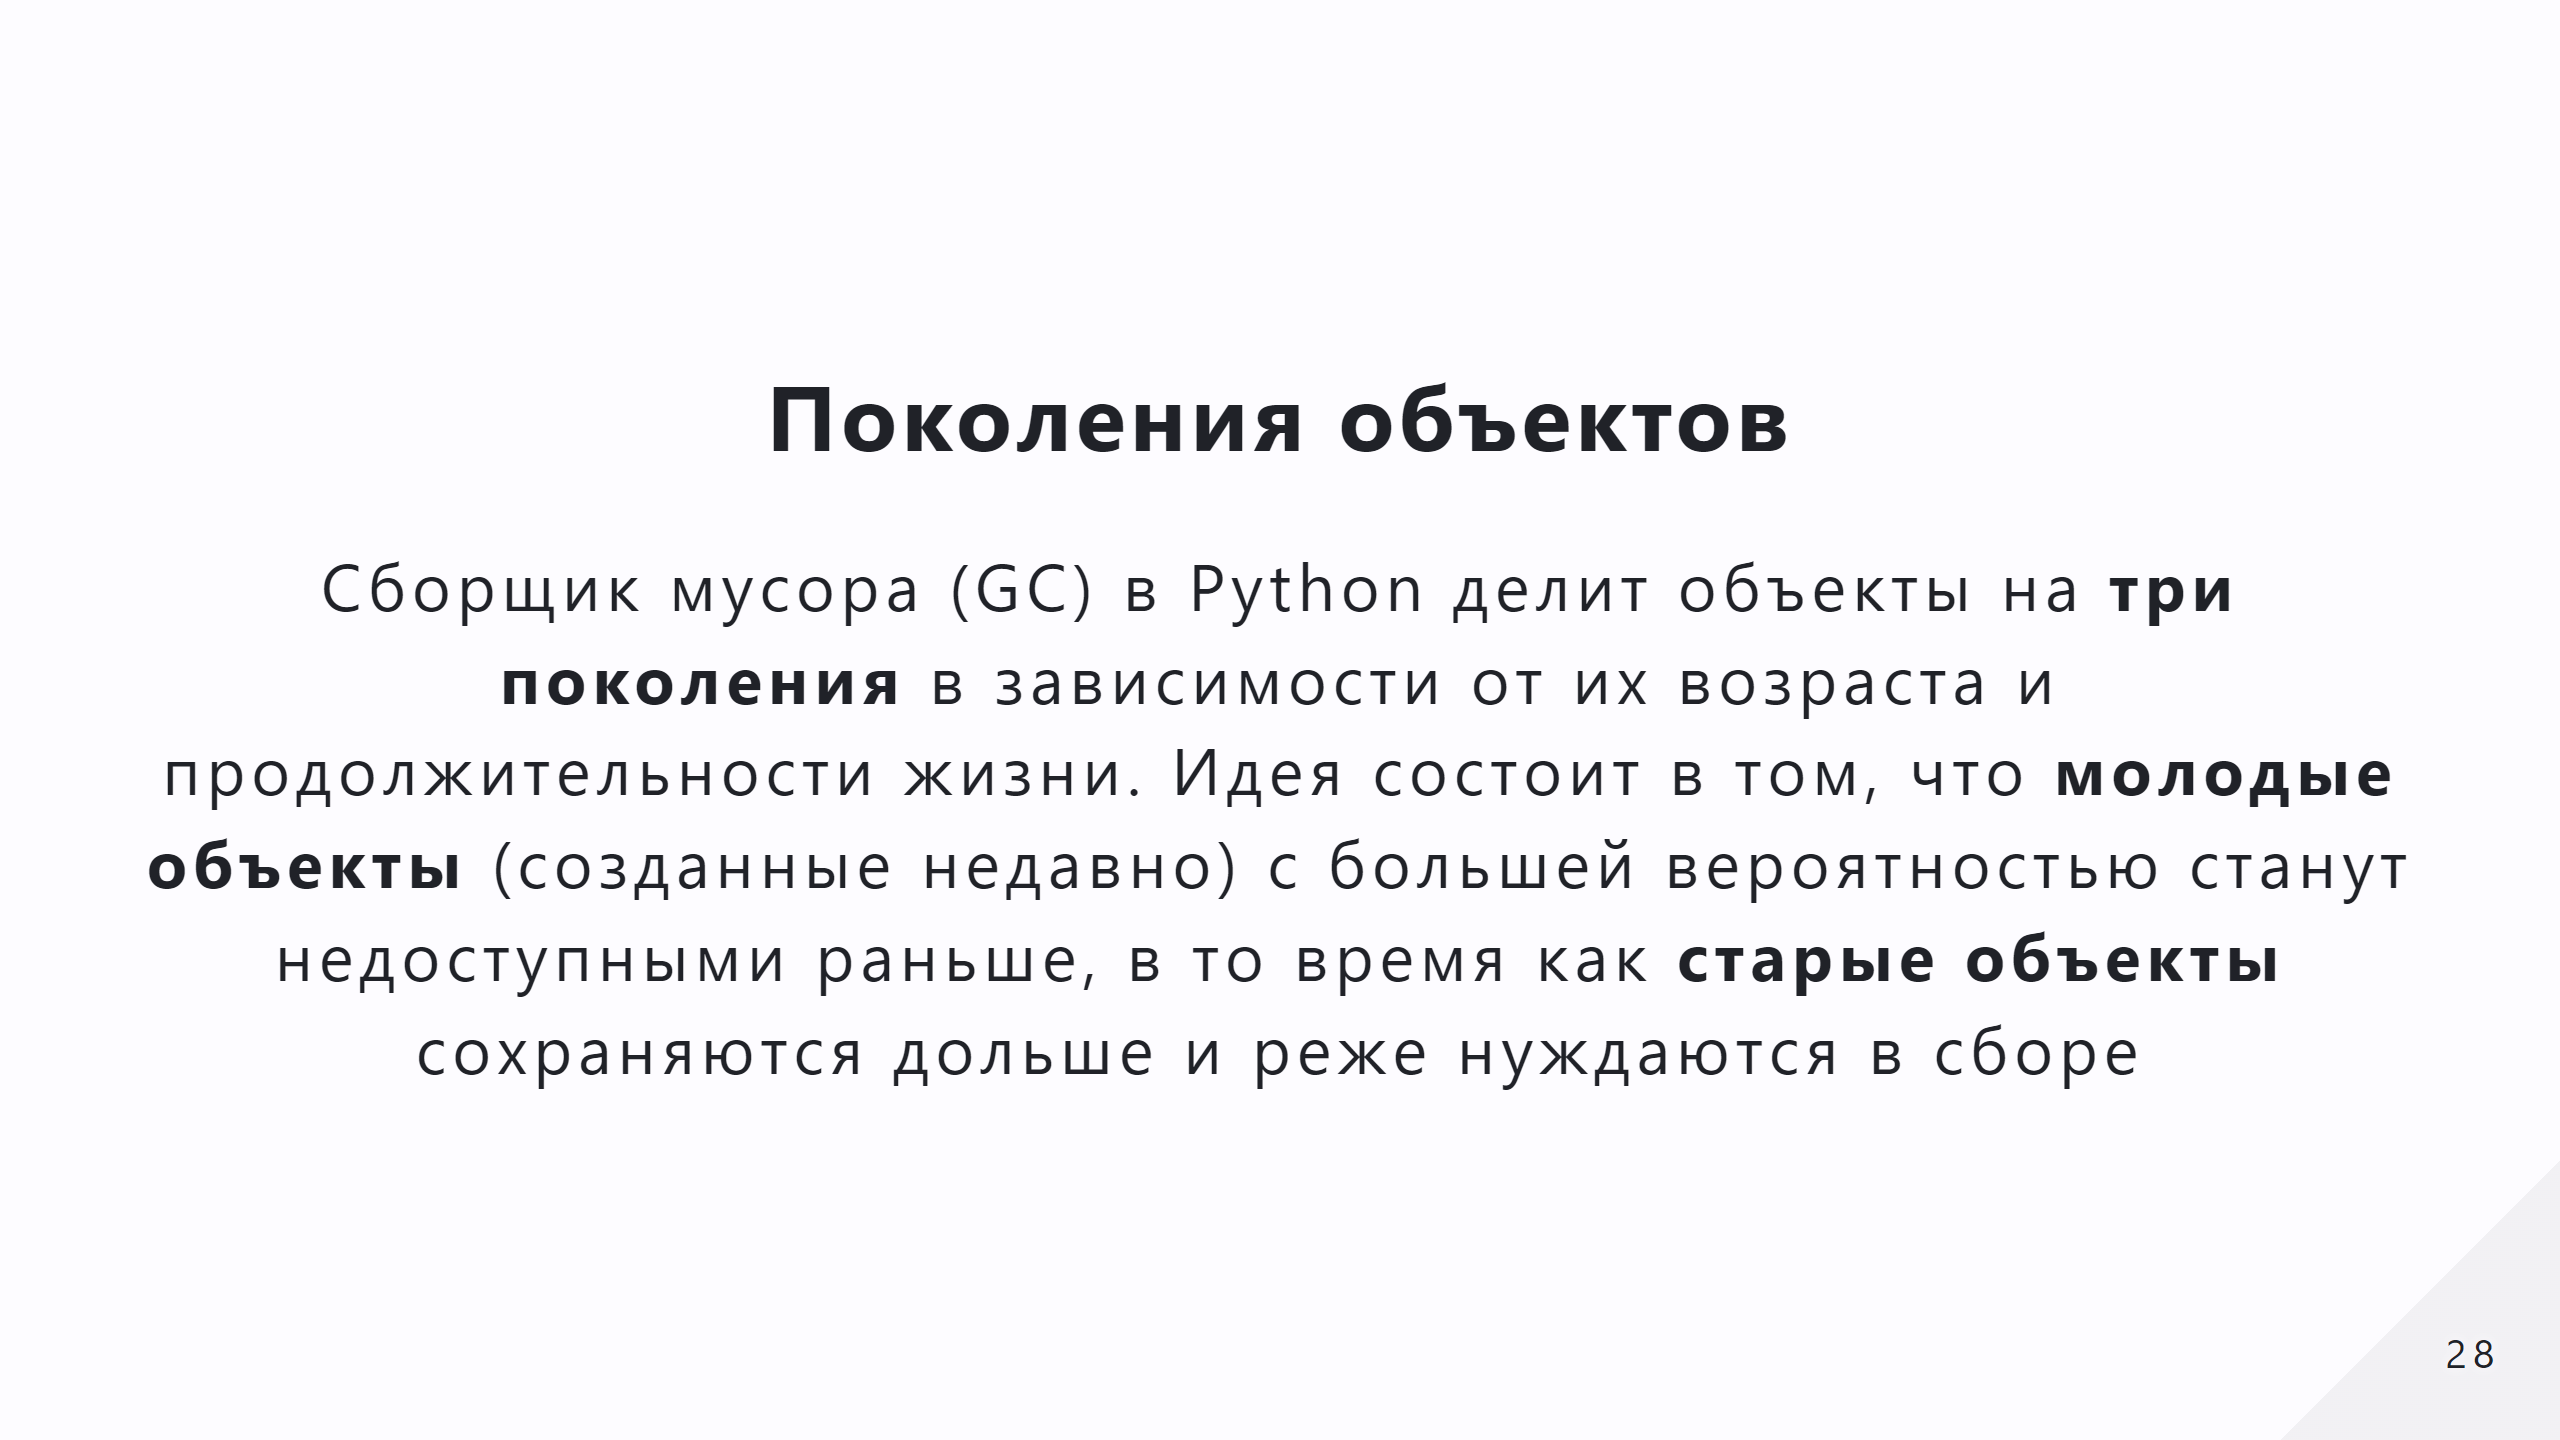 Поколения объектов
Сборщик мусора (GC) в Python делит объекты на три
поколения в зависимости от их возраста и
продолжительности жизни. Идея состоит в том, что молодые
объекты (созданные недавно) с большей вероятностью станут
недоступными раньше, в то время как старые объекты
сохраняются дольше и реже нуждаются в сборе
28